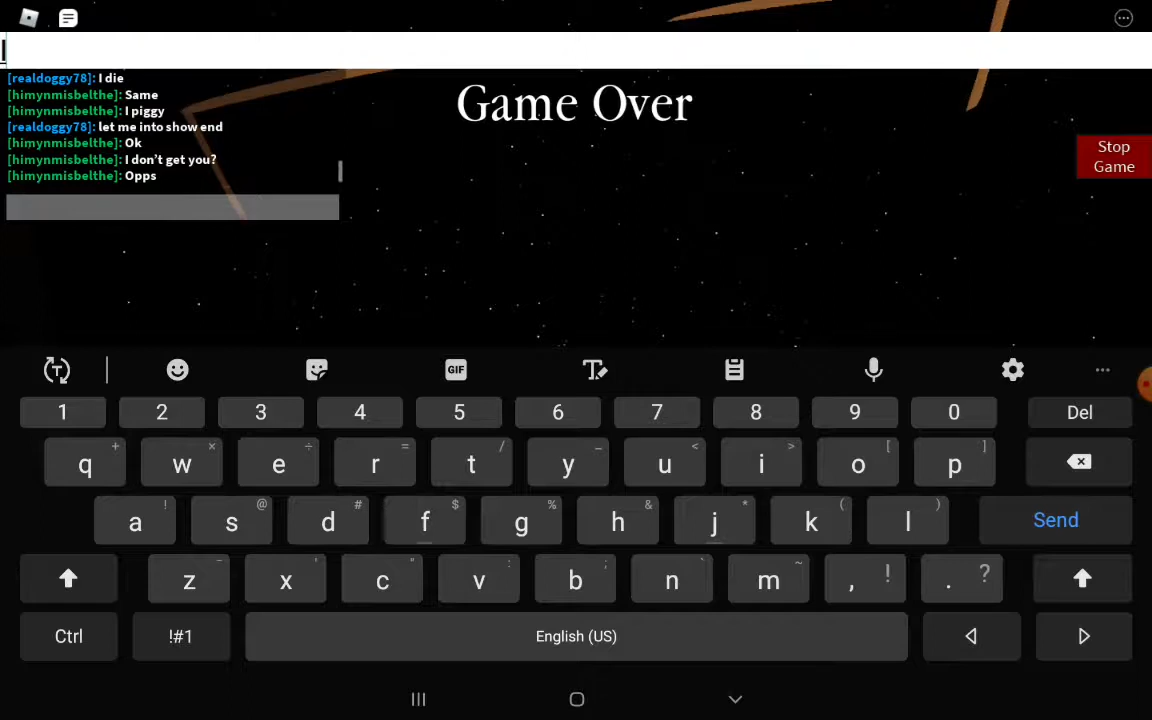 [realdoggy78]: I die
[himynmisbelthe]: Same
[himynmisbelthe]: I piggy
[realdoggy78]: let me into show end
[himynmisbelthe]: Ok
[himynmisbelthe]: I don't get you?
[himynmisbelthe]: Opps
Game Over
Stop
Game
GIF
1 2 3 4 5 6 7 8 9 0 Del
q + w × e ÷ r = t / y _ u < i > o [ p ]
a ! s @ d # f $ g % h & j * k ( l ) Send
z - x ' c " v : b ; n ` m ~ , ! . ?
Ctrl !#1 English (US)